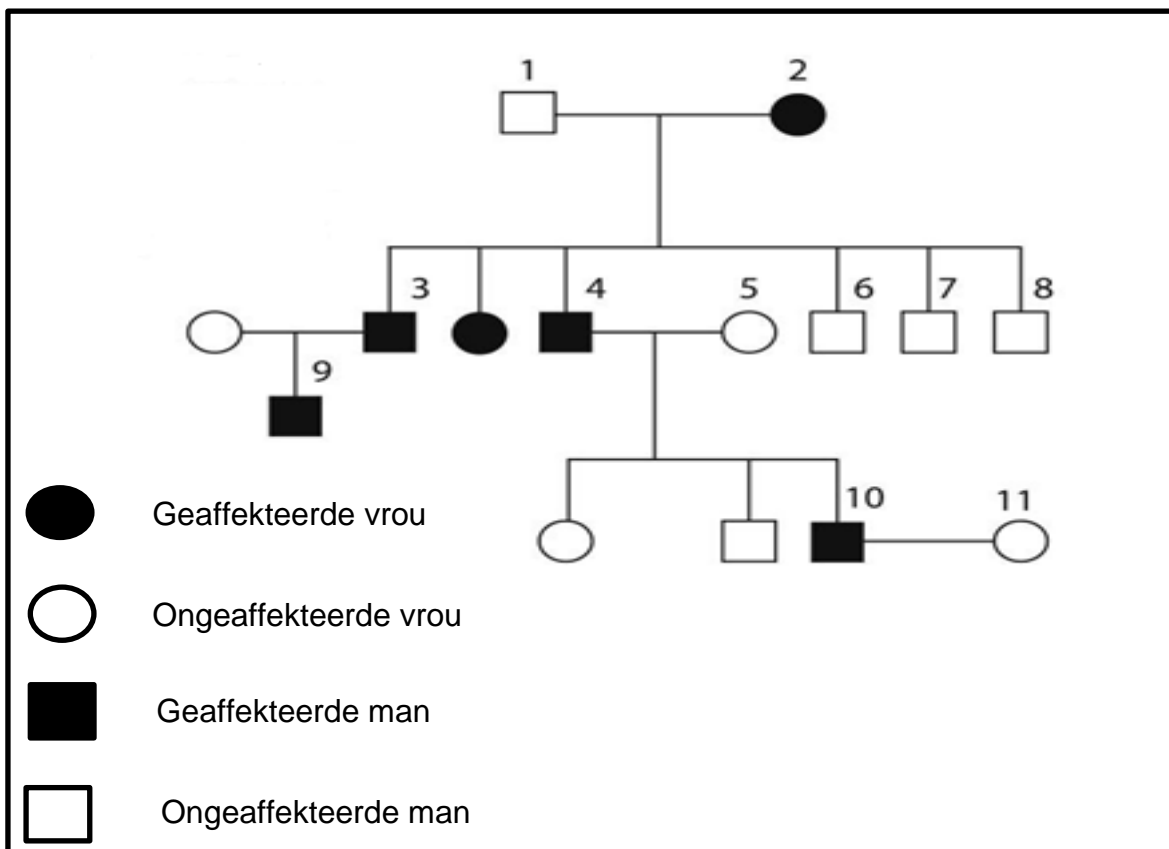 1 2
3 4 5 6 7 8
9
10 11
Geaffekteerde vrou
Ongeaffekteerde vrou
Geaffekteerde man
Ongeaffekteerde man